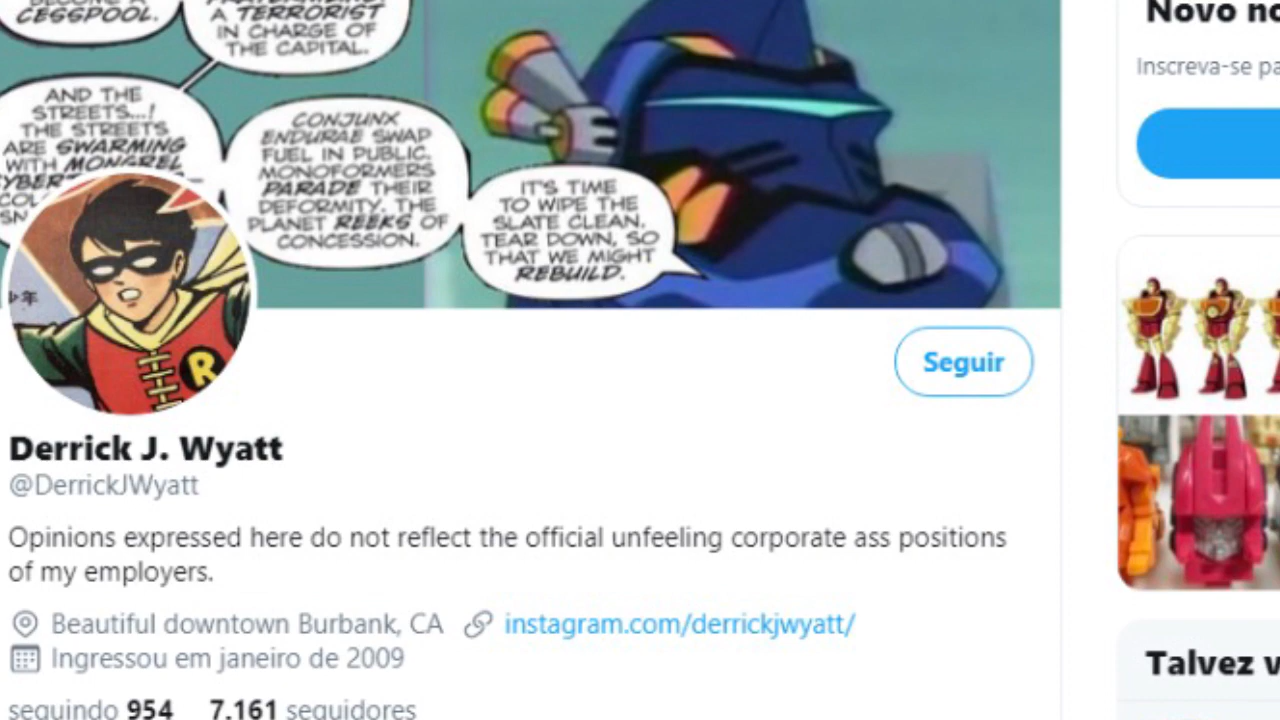 CESSPOOL.
A TERRORIST
IN CHARGE OF
THE CAPITAL.
AND THE
STREETS...!
THE STREETS
ARE SWARMING
WITH MONGREL
CONJUNX
ENDURAE SWAP
FUEL IN PUBLIC.
MONOFORMERS
PARADE THEIR
DEFORMITY. THE
PLANET REEKS OF
CONCESSION.
IT'S TIME
TO WIPE THE
SLATE CLEAN.
TEAR DOWN, SO
THAT WE MIGHT
REBUILD.
年
R
Seguir
Derrick J. Wyatt
@DerrickJWyatt
Opinions expressed here do not reflect the official unfeeling corporate ass positions
of my employers.
Beautiful downtown Burbank, CA instagram.com/derrickjwyatt/
Ingressou em janeiro de 2009
seguindo 954 7.161 seguidores
Novo no
Inscreva-se pa
Talvez v